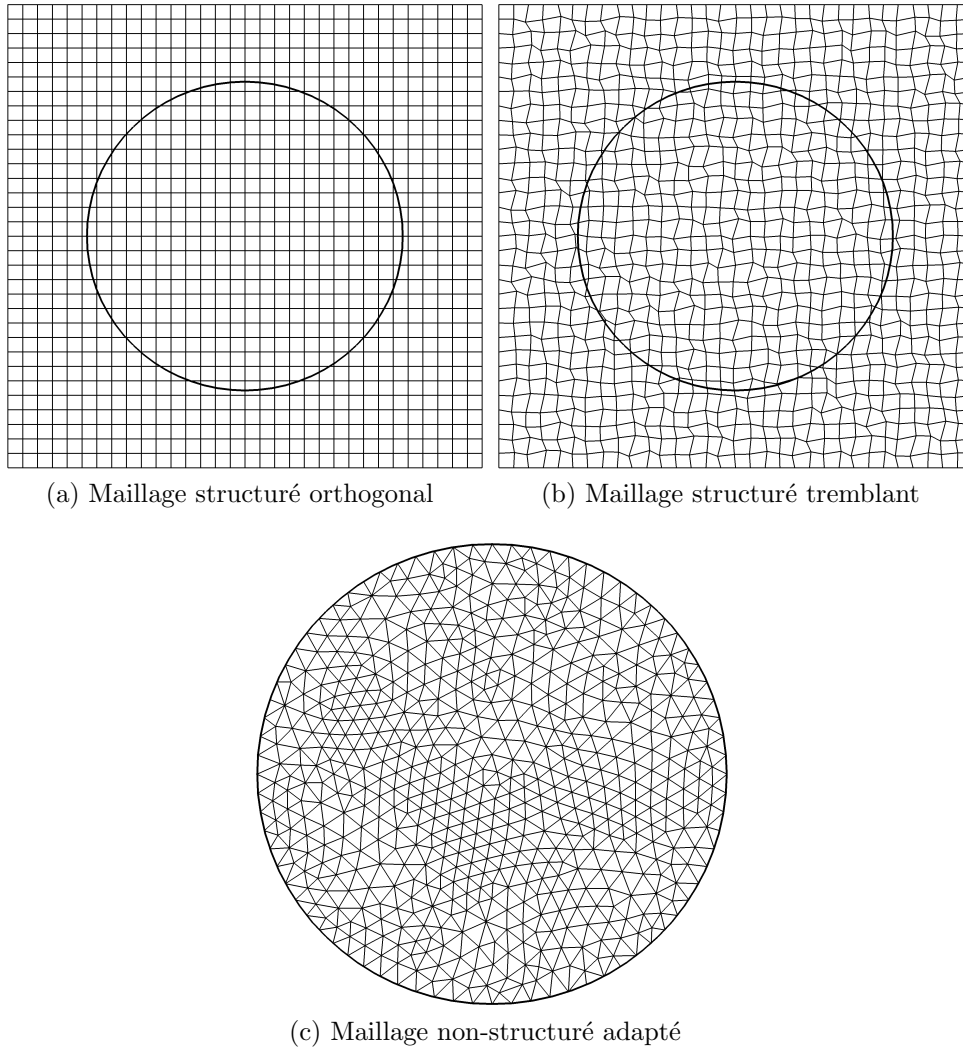 (a) Maillage structuré orthogonal
(b) Maillage structuré tremblant
(c) Maillage non-structuré adapté